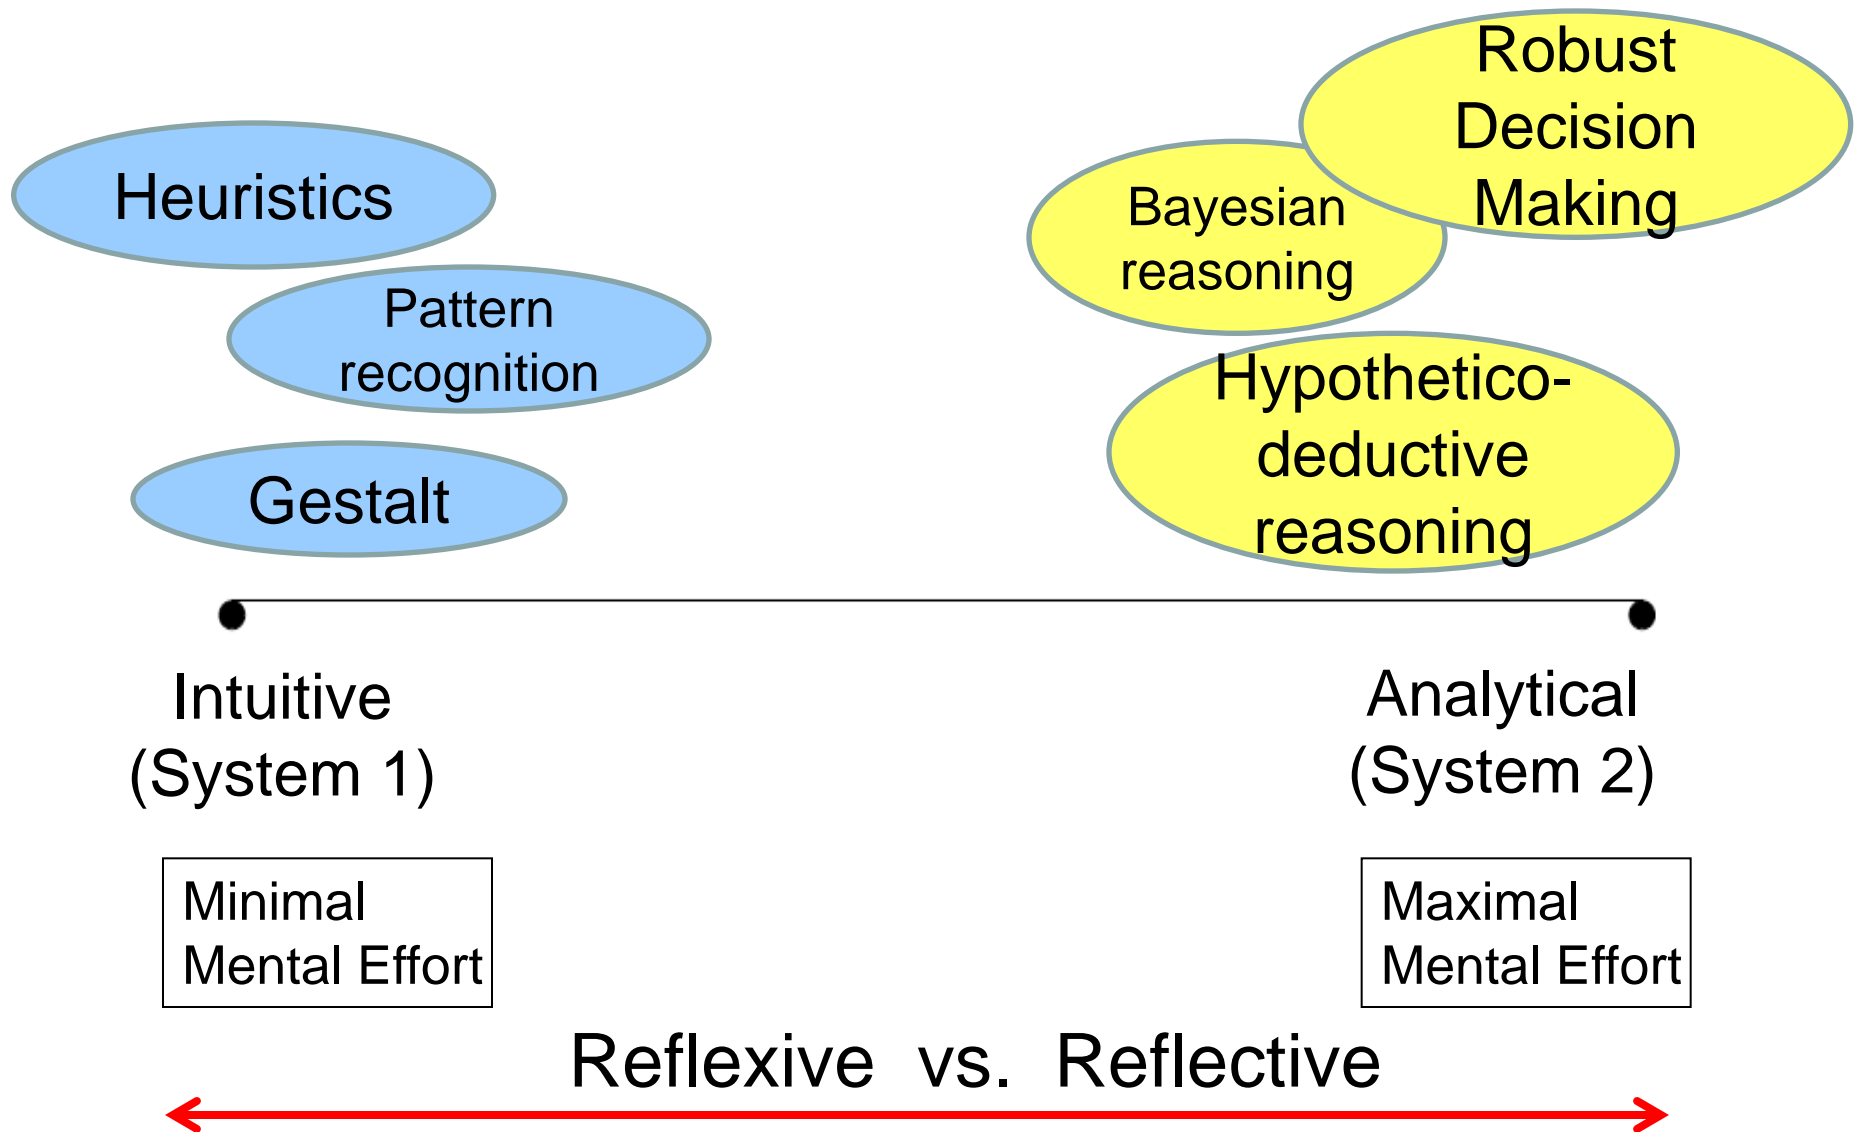 Heuristics
Pattern
recognition
Gestalt
Robust
Decision
Making
Bayesian
reasoning
Hypothetico-
deductive
reasoning
Intuitive
(System 1)
Analytical
(System 2)
Minimal
Mental Effort
Maximal
Mental Effort
Reflexive vs. Reflective